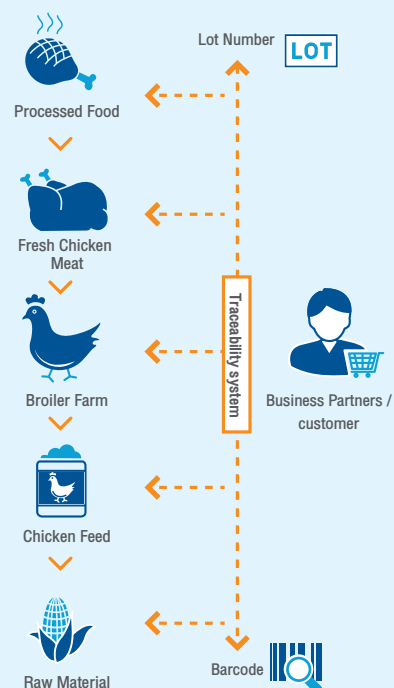 Lot Number
LOT
Processed Food
Fresh Chicken
Meat
Traceability system
Broiler Farm
Business Partners /
customer
Chicken Feed
Barcode
Raw Material